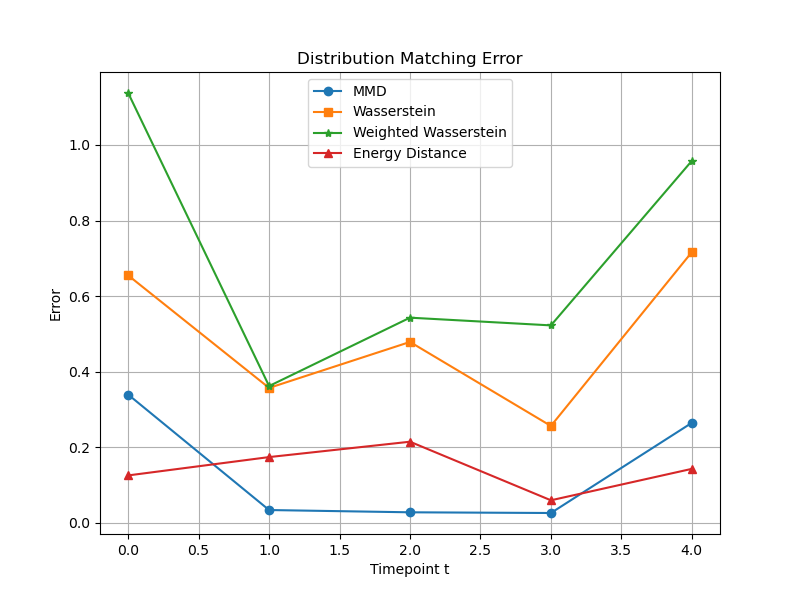 Distribution Matching Error
MMD
Wasserstein
Weighted Wasserstein
Energy Distance
Error
1.0
0.8
0.6
0.4
0.2
0.0
0.0 0.5 1.0 1.5 2.0 2.5 3.0 3.5 4.0
Timepoint t